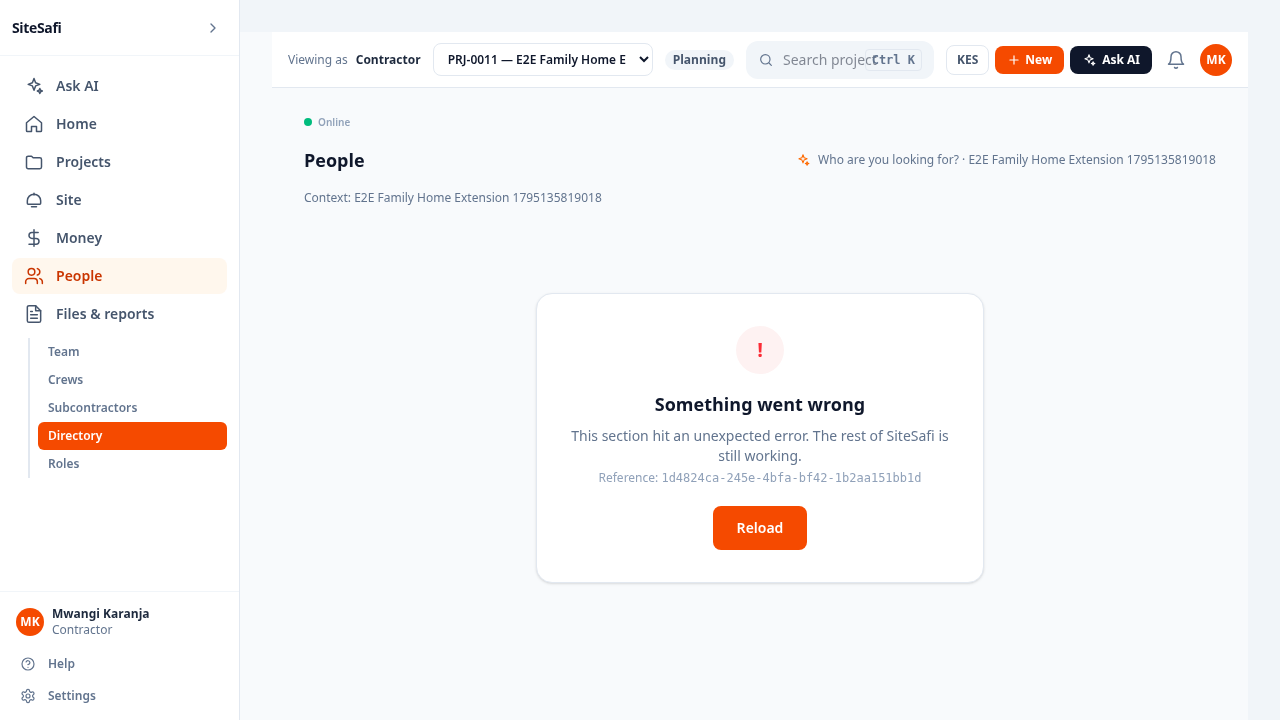 SiteSafi
Ask AI
Home
Projects
Site
Money
People
Files & reports
Team
Crews
Subcontractors
Directory
Roles
Mwangi Karanja
MK
Contractor
Help
Settings
Viewing as Contractor
PRJ-0011 — E2E Family Home E
Planning
Search project
Ctrl K
KES
New
Ask AI
MK
Online
People
Who are you looking for? · E2E Family Home Extension 1795135819018
Context: E2E Family Home Extension 1795135819018
!
Something went wrong
This section hit an unexpected error. The rest of SiteSafi is
still working.
Reference: 1d4824ca-245e-4bfa-bf42-1b2aa151bb1d
Reload